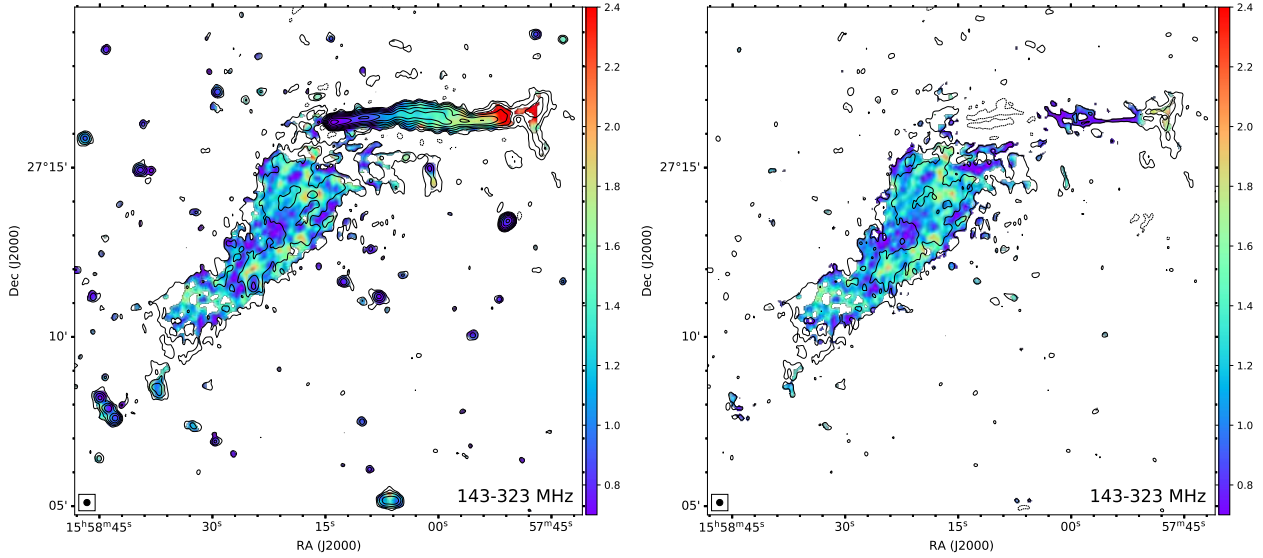 2.4
2.2
2.0
1.8
1.6
1.4
1.2
1.0
0.8
27°15'
10'
05'
Dec (J2000)
143-323 MHz
15ʰ58ᵐ45ˢ
30ˢ
15ˢ
00ˢ
57ᵐ45ˢ
RA (J2000)
2.4
2.2
2.0
1.8
1.6
1.4
1.2
1.0
0.8
27°15'
10'
05'
Dec (J2000)
143-323 MHz
15ʰ58ᵐ45ˢ
30ˢ
15ˢ
00ˢ
57ᵐ45ˢ
RA (J2000)